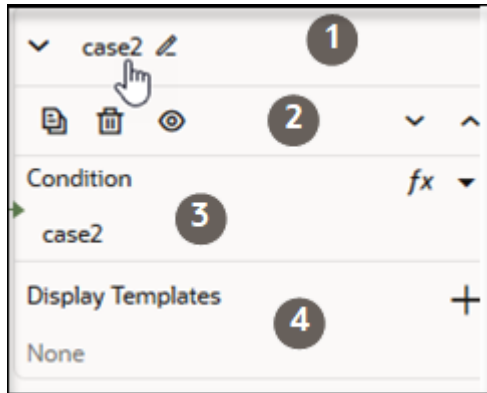 case2 1
2
Condition fx
case2 3
Display Templates
4
None